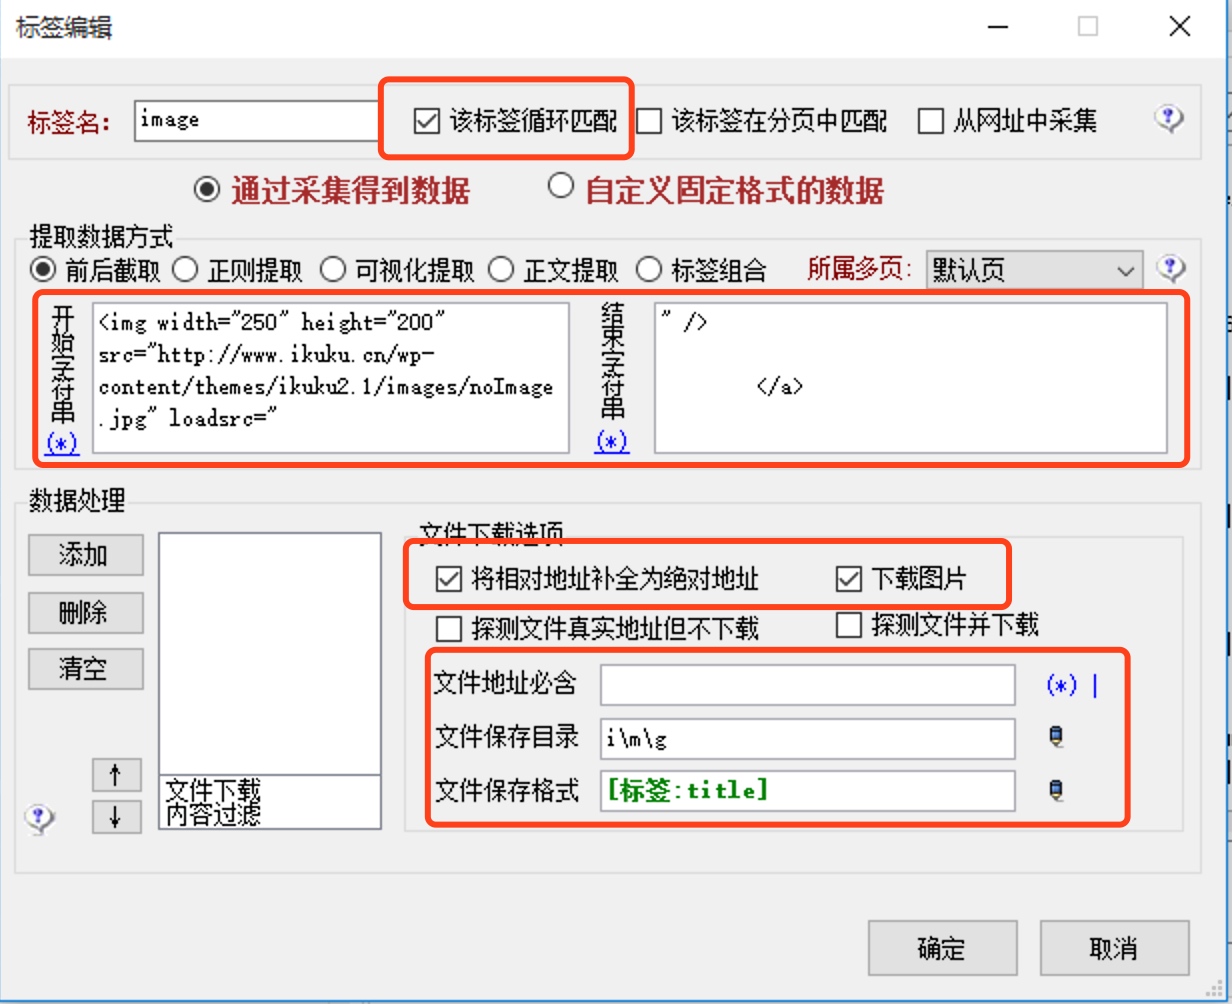 标签编辑
标签名: image 该标签循环匹配 该标签在分页中匹配 从网址中采集
通过采集得到数据 自定义固定格式的数据
提取数据方式
前后截取 正则提取 可视化提取 正文提取 标签组合 所属多页: 默认页
开始字符串
(*)
<img width="250" height="200"
src="http://www.ikuku.cn/wp-
content/themes/ikuku2.1/images/noImage
.jpg" loadsrc="
结束字符串
(*)
" />
</a>
数据处理
添加
删除
清空
↑
↓
文件下载
内容过滤
文件下载选项
将相对地址补全为绝对地址 下载图片
探测文件真实地址但不下载 探测文件并下载
文件地址必含 (*) |
文件保存目录 i\m\g
文件保存格式 [标签:title]
确定 取消